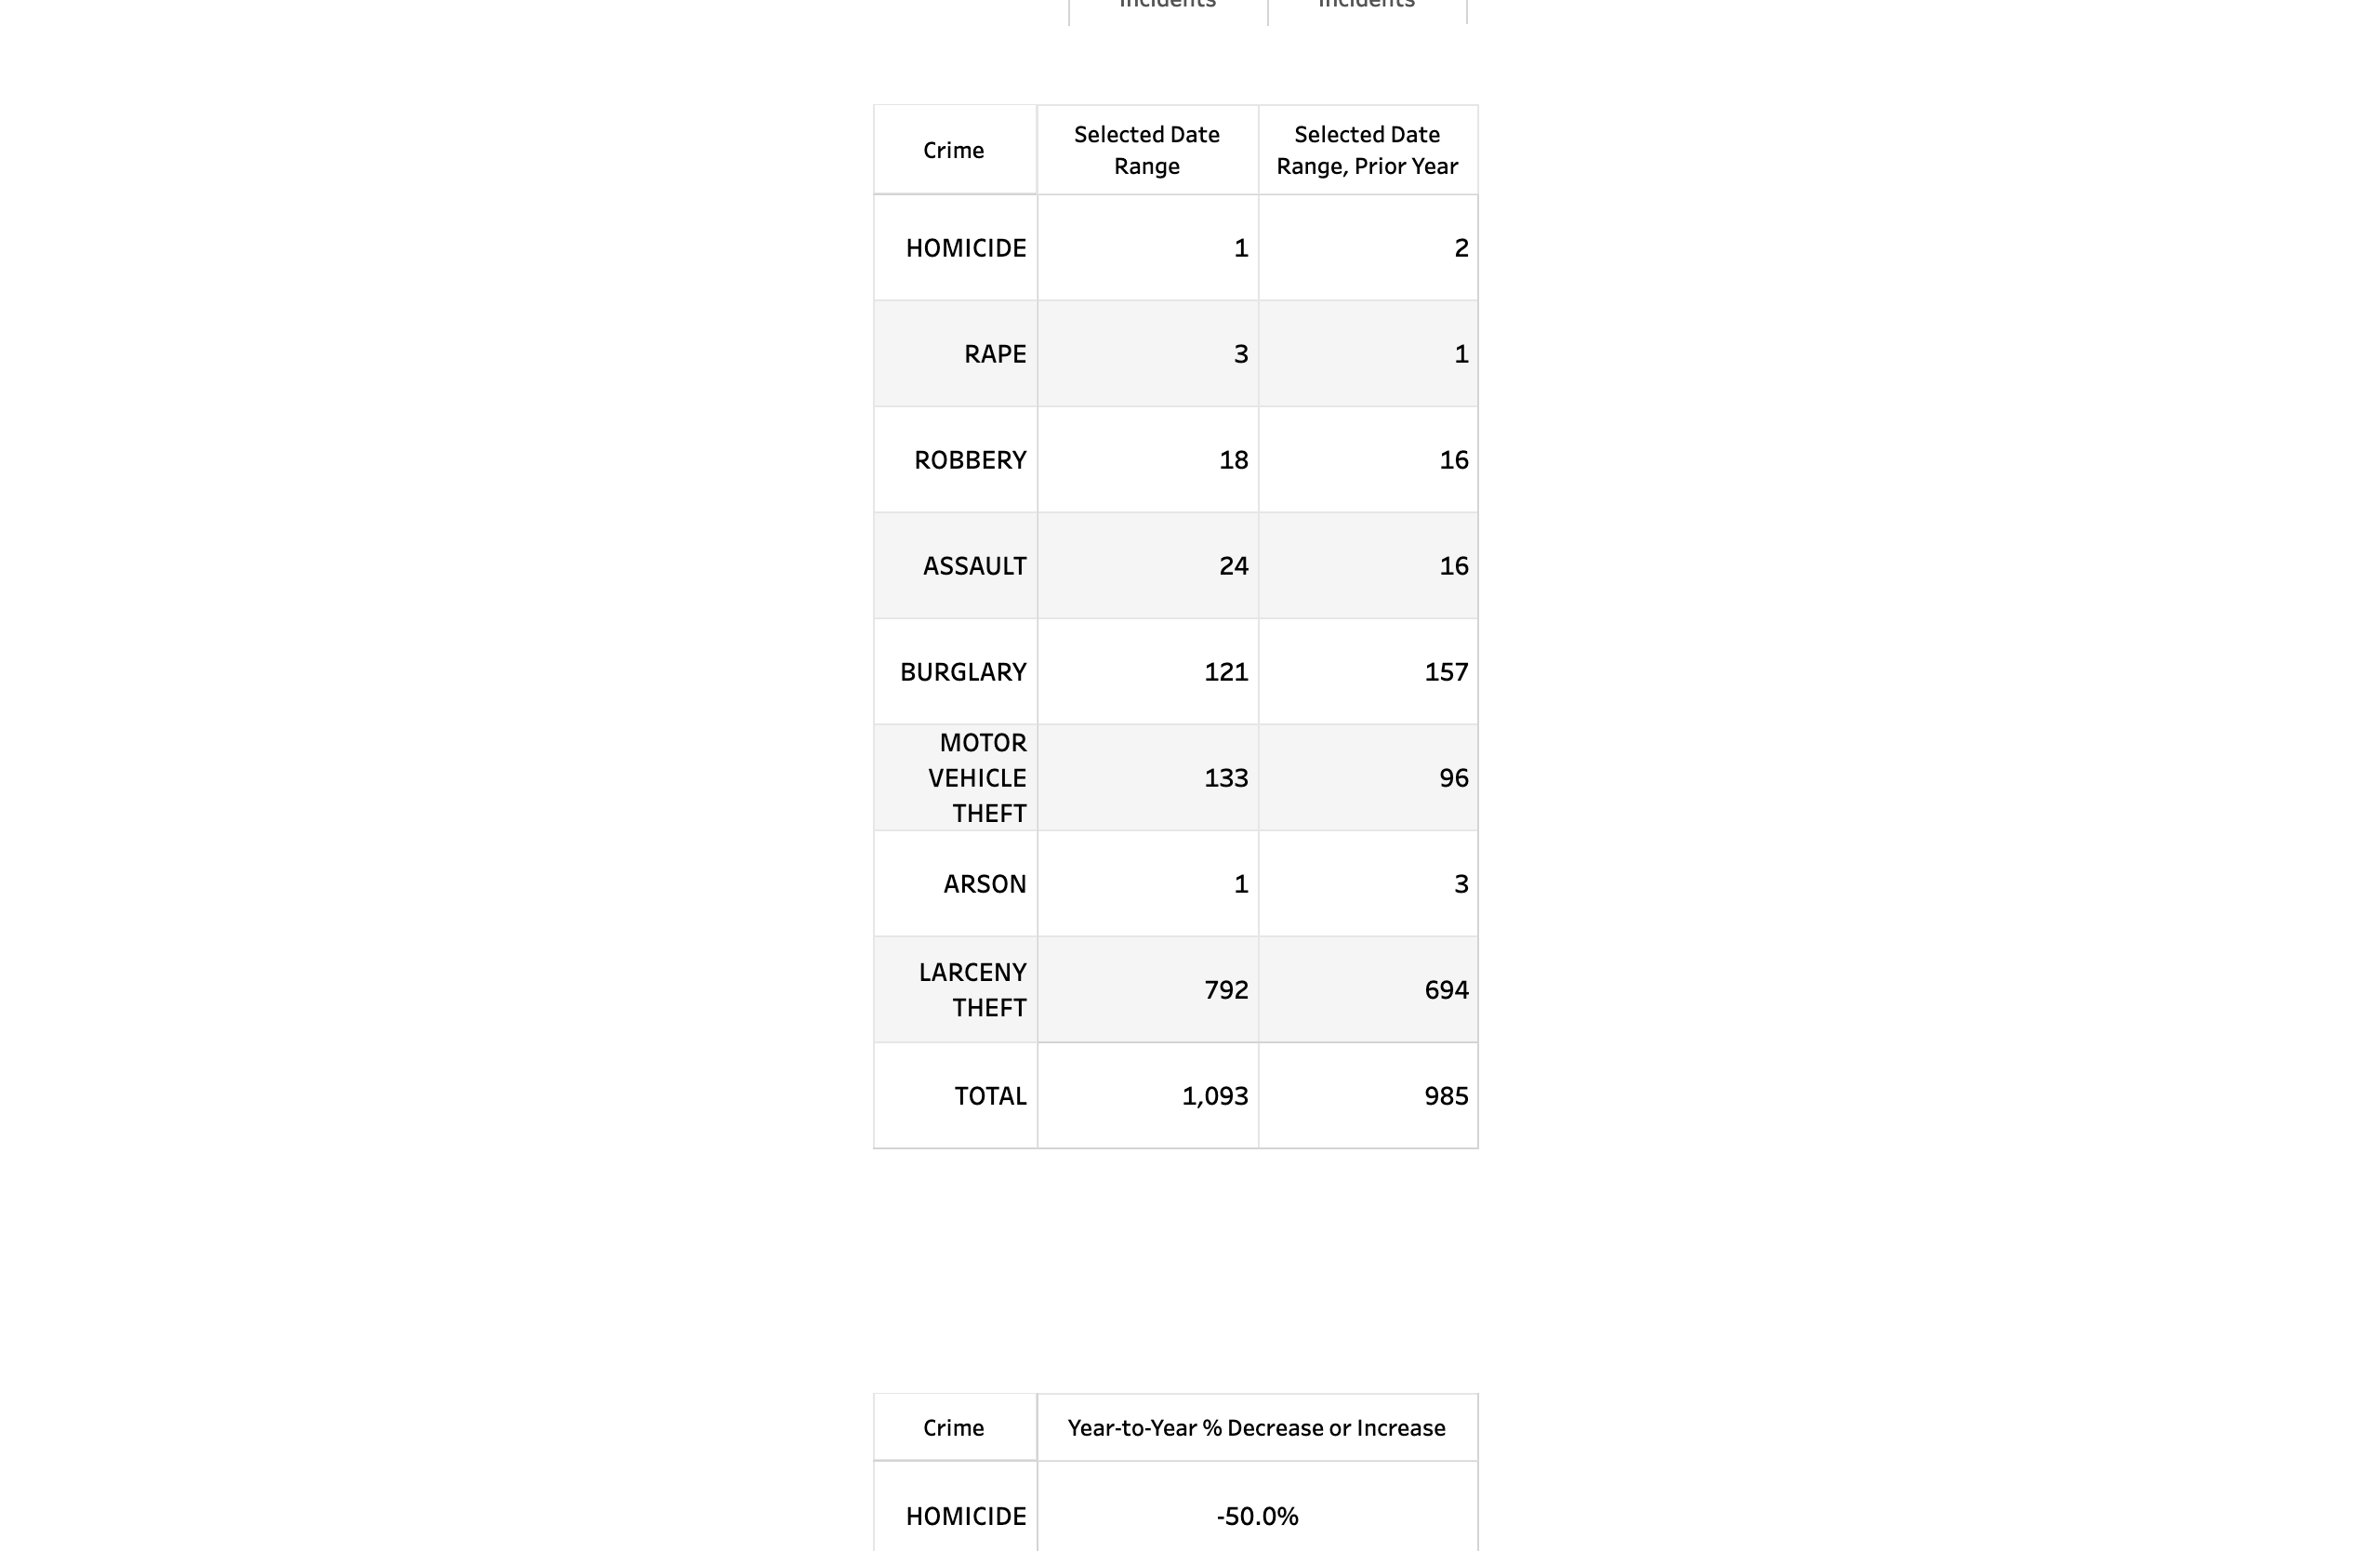 Incidents Incidents
Crime Selected Date Range Selected Date Range, Prior Year
HOMICIDE 1 2
RAPE 3 1
ROBBERY 18 16
ASSAULT 24 16
BURGLARY 121 157
MOTOR VEHICLE THEFT 133 96
ARSON 1 3
LARCENY THEFT 792 694
TOTAL 1,093 985
Crime Year-to-Year % Decrease or Increase
HOMICIDE -50.0%